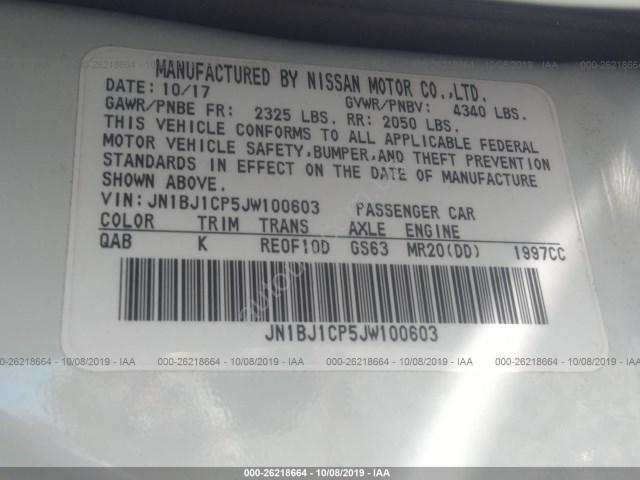 000-26218664 - 10/08/2019 - IAA
MANUFACTURED BY NISSAN MOTOR CO.,LTD.
DATE: 10/17 GVWR/PNBV: 4340 LBS.
GAWR/PNBE FR: 2325 LBS. RR: 2050 LBS.
THIS VEHICLE CONFORMS TO ALL APPLICABLE FEDERAL
MOTOR VEHICLE SAFETY,BUMPER,AND THEFT PREVENTION
STANDARDS IN EFFECT ON THE DATE OF MANUFACTURE
SHOWN ABOVE.
VIN: JN1BJ1CP5JW100603 PASSENGER CAR
COLOR TRIM TRANS AXLE ENGINE
QAB K RE0F10D GS63 MR20(DD) 1997CC
JN1BJ1CP5JW100603
000-26218664 - 10/08/2019 - IAA
000-26218664 - 10/08/2019 - IAA
000-26218664 - 10/08/2019 - IAA
000-26218664 - 10/08/2019 - IAA